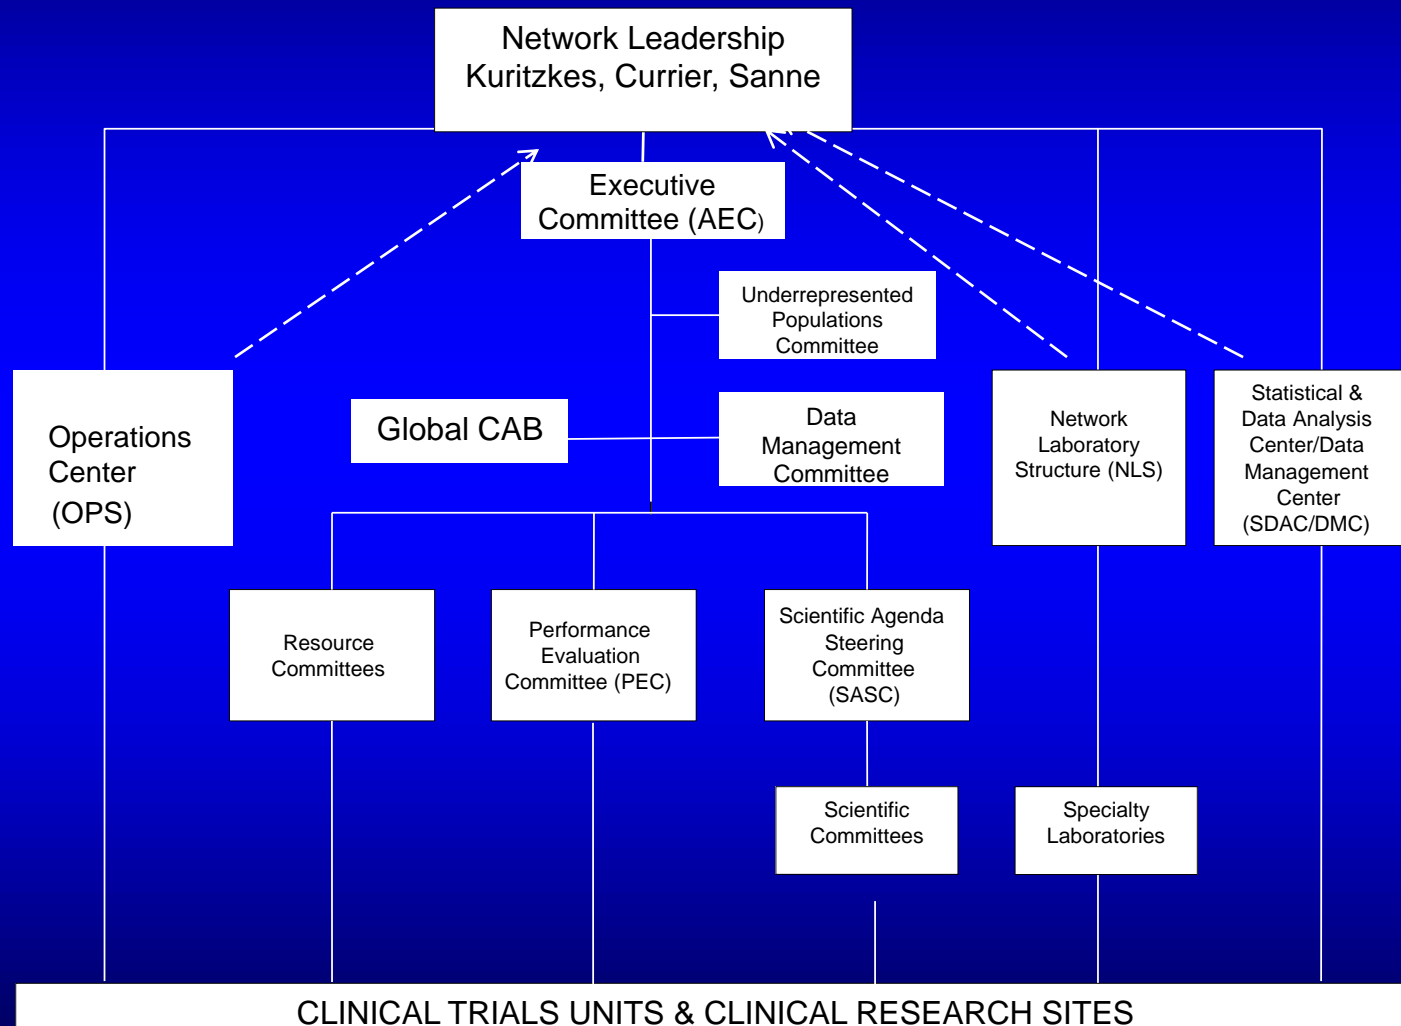 Network Leadership
Kuritzkes, Currier, Sanne
Executive
Committee (AEC)
Underrepresented
Populations
Committee
Global CAB
Data
Management
Committee
Operations
Center
(OPS)
Network
Laboratory
Structure (NLS)
Statistical &
Data Analysis
Center/Data
Management
Center
(SDAC/DMC)
Resource
Committees
Performance
Evaluation
Committee (PEC)
Scientific Agenda
Steering
Committee
(SASC)
Scientific
Committees
Specialty
Laboratories
CLINICAL TRIALS UNITS & CLINICAL RESEARCH SITES